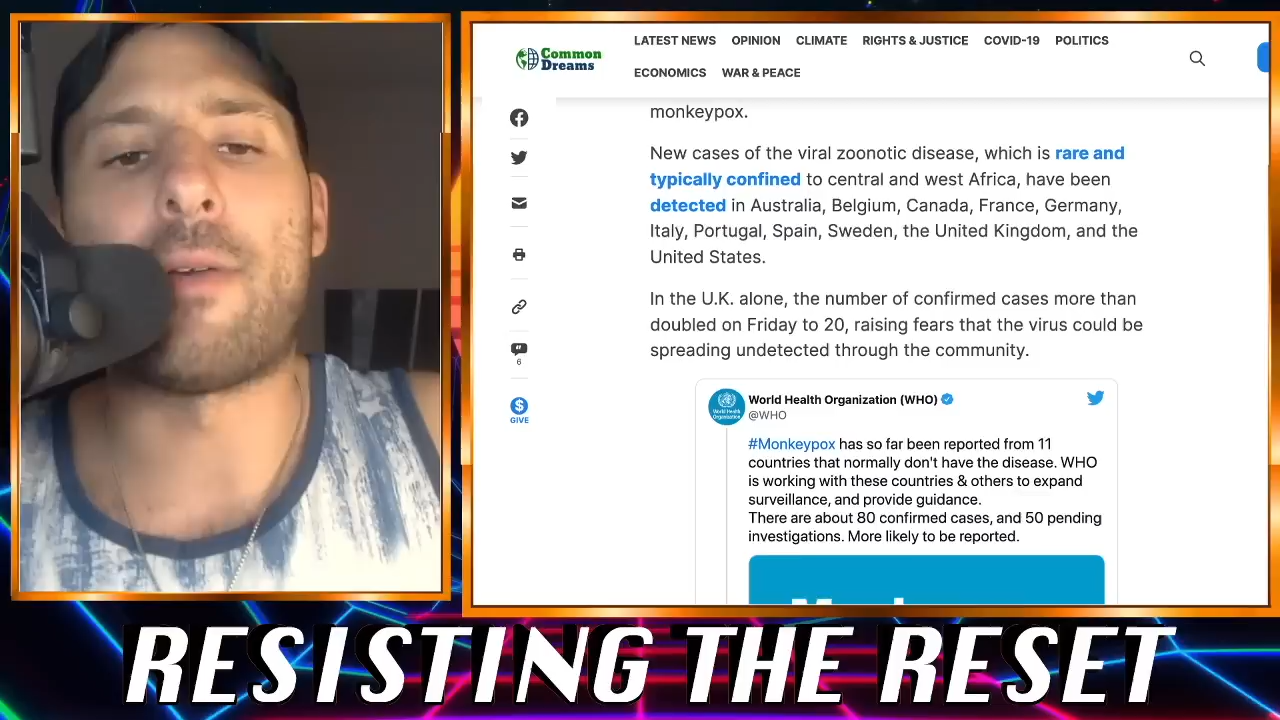 Common
Dreams
LATEST NEWS OPINION CLIMATE RIGHTS & JUSTICE COVID-19 POLITICS
ECONOMICS WAR & PEACE
monkeypox.
New cases of the viral zoonotic disease, which is rare and
typically confined to central and west Africa, have been
detected in Australia, Belgium, Canada, France, Germany,
Italy, Portugal, Spain, Sweden, the United Kingdom, and the
United States.
In the U.K. alone, the number of confirmed cases more than
doubled on Friday to 20, raising fears that the virus could be
spreading undetected through the community.
6
$
GIVE
World Health Organization (WHO)
@WHO
#Monkeypox has so far been reported from 11
countries that normally don't have the disease. WHO
is working with these countries & others to expand
surveillance, and provide guidance.
There are about 80 confirmed cases, and 50 pending
investigations. More likely to be reported.
RESISTING THE RESET